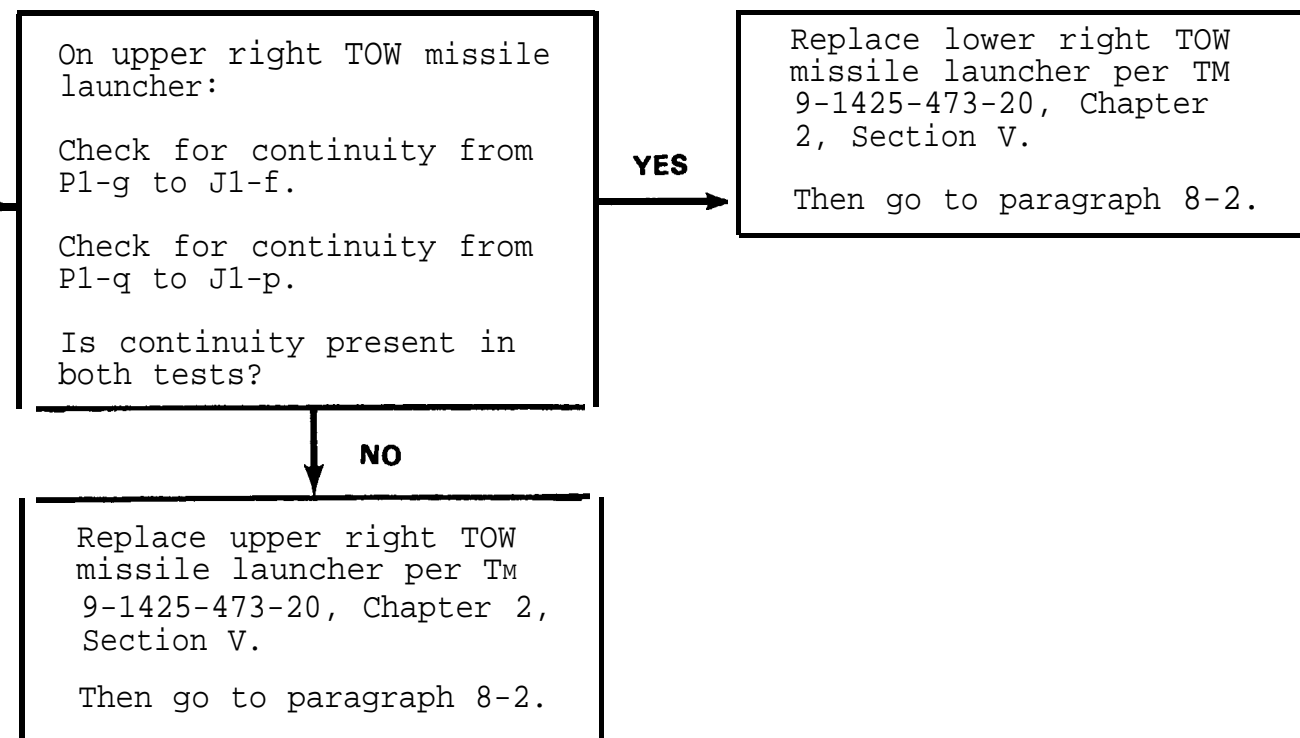 On upper right TOW missile
launcher:
Check for continuity from
P1-g to J1-f.
Check for continuity from
P1-q to J1-p.
Is continuity present in
both tests?
YES
Replace lower right TOW
missile launcher per TM
9-1425-473-20, Chapter
2, Section V.
Then go to paragraph 8-2.
NO
Replace upper right TOW
missile launcher per TM
9-1425-473-20, Chapter 2,
Section V.
Then go to paragraph 8-2.